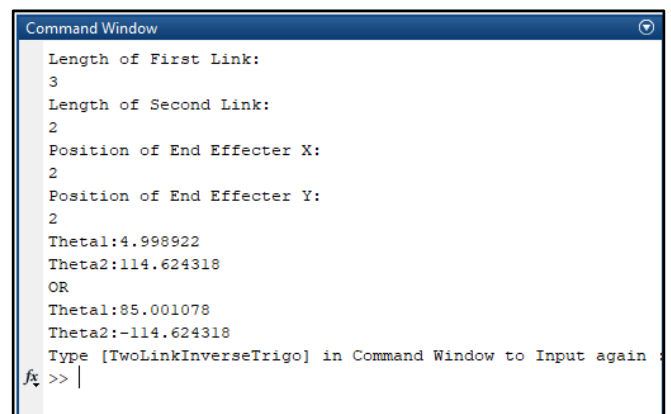 Command Window
Length of First Link:
3
Length of Second Link:
2
Position of End Effecter X:
2
Position of End Effecter Y:
2
Theta1:4.998922
Theta2:114.624318
OR
Theta1:85.001078
Theta2:-114.624318
Type [TwoLinkInverseTrigo] in Command Window to Input again :
fx >>